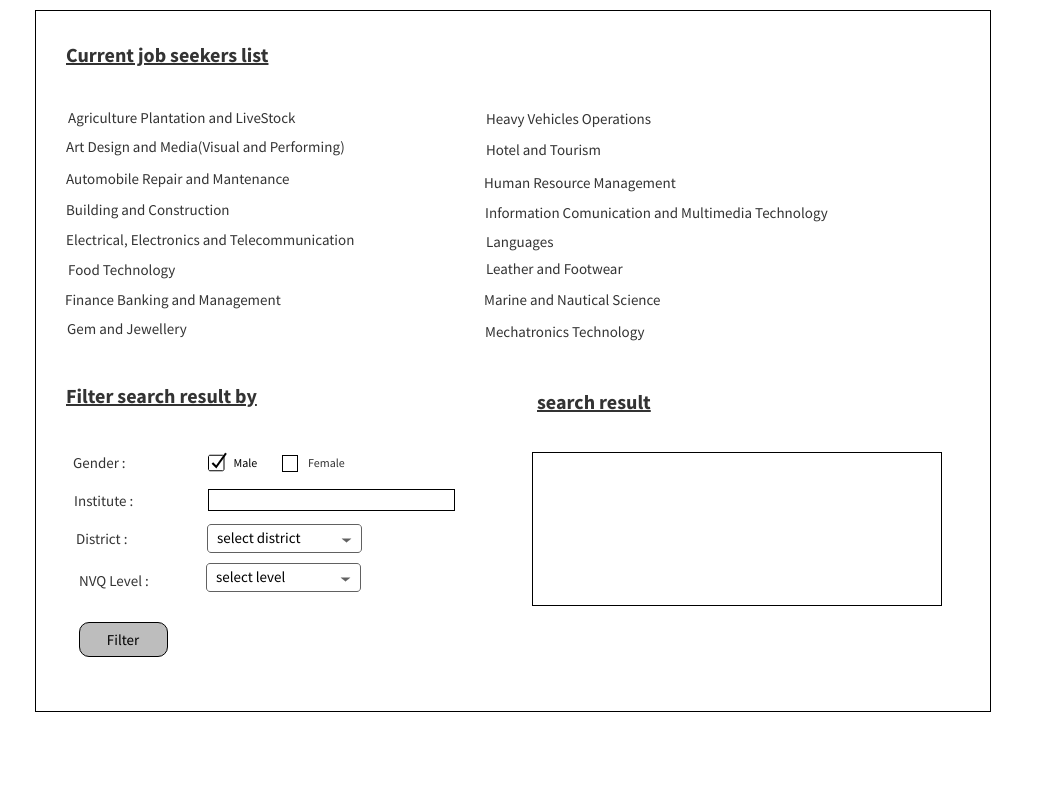 Current job seekers list
Agriculture Plantation and LiveStock
Art Design and Media(Visual and Performing)
Automobile Repair and Mantenance
Building and Construction
Electrical, Electronics and Telecommunication
Food Technology
Finance Banking and Management
Gem and Jewellery
Heavy Vehicles Operations
Hotel and Tourism
Human Resource Management
Information Comunication and Multimedia Technology
Languages
Leather and Footwear
Marine and Nautical Science
Mechatronics Technology
Filter search result by
Gender :
Male
Female
Institute :
District :
select district
NVQ Level :
select level
Filter
search result